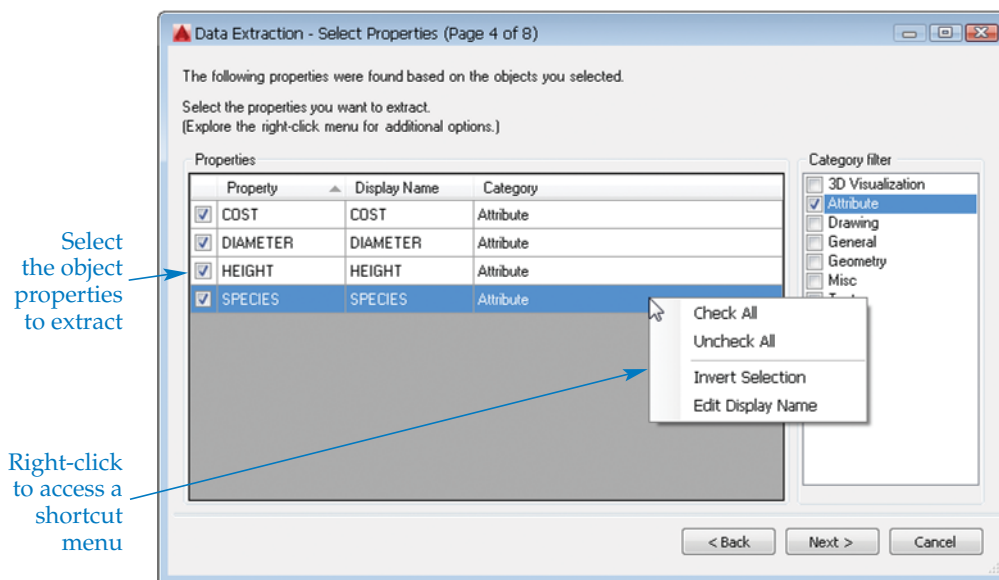 Data Extraction - Select Properties (Page 4 of 8)
The following properties were found based on the objects you selected.
Select the properties you want to extract.
(Explore the right-click menu for additional options.)
Properties
Property Display Name Category
COST COST Attribute
DIAMETER DIAMETER Attribute
HEIGHT HEIGHT Attribute
SPECIES SPECIES Attribute
Category filter
3D Visualization
Attribute
Drawing
General
Geometry
Misc
Check All
Uncheck All
Invert Selection
Edit Display Name
Select
the object
properties
to extract
Right-click
to access a
shortcut
menu
< Back
Next >
Cancel